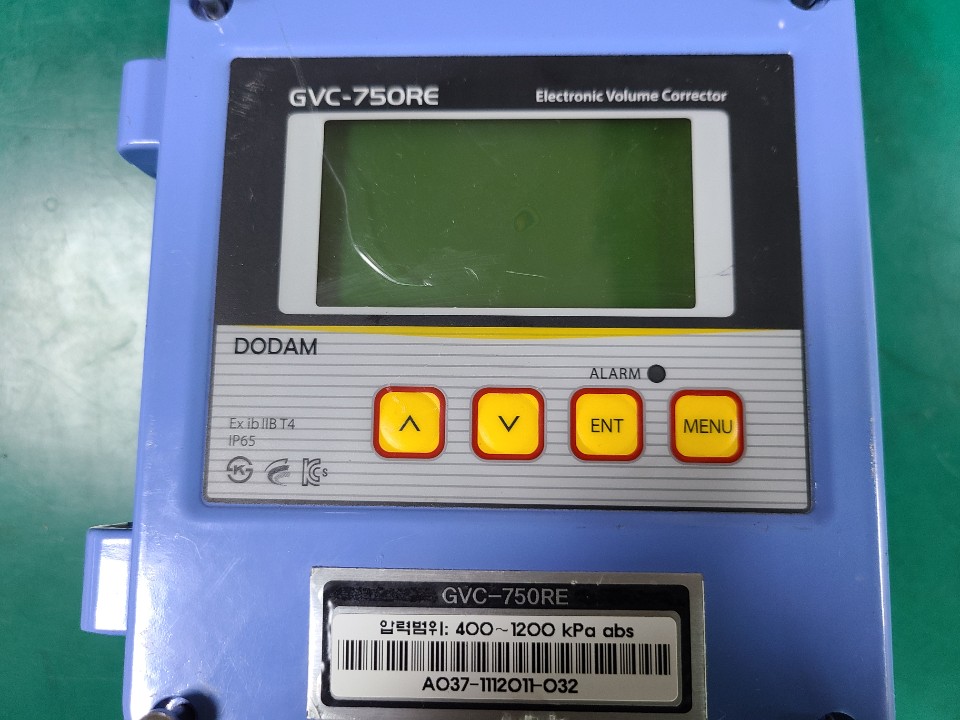 GVC-750RE
Electronic Volume Corrector
DODAM
ALARM
ENT
MENU
Ex ib IIB T4
IP65
GVC-750RE
압력범위: 400~1200 kPa abs
A037-1112011-032